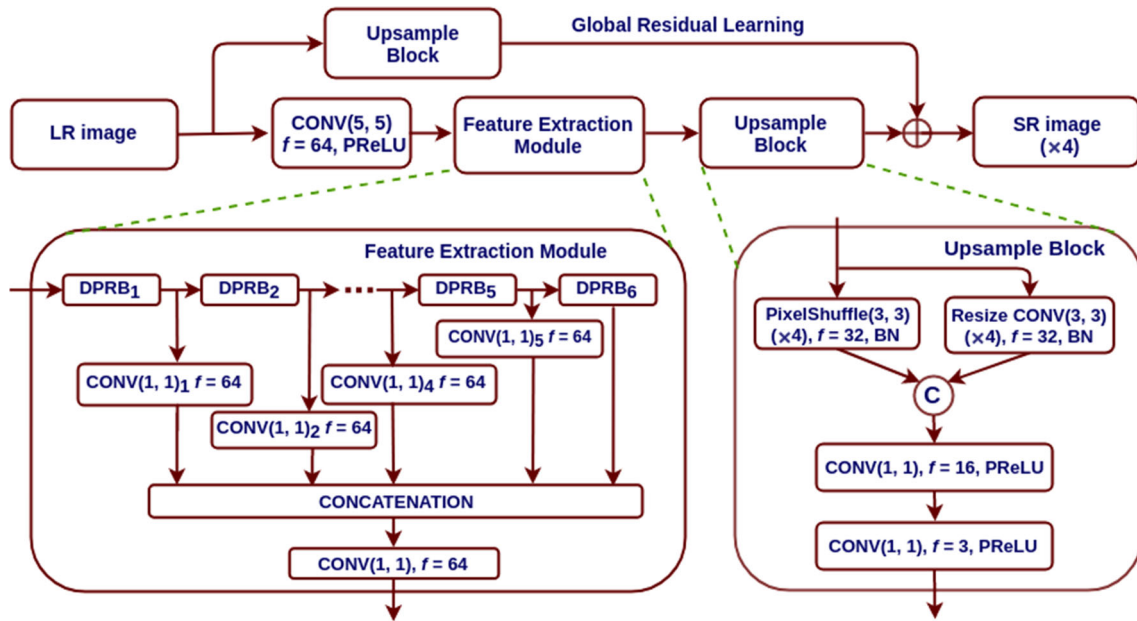 Global Residual Learning
Upsample
Block
LR image
CONV(5, 5)
f = 64, PReLU
Feature Extraction
Module
Upsample
Block
SR image
(×4)
Feature Extraction Module
DPRB1
DPRB2
DPRB5
DPRB6
CONV(1, 1)5 f = 64
CONV(1, 1)1 f = 64
CONV(1, 1)4 f = 64
CONV(1, 1)2 f = 64
CONCATENATION
CONV(1, 1), f = 64
Upsample Block
PixelShuffle(3, 3)
(×4), f = 32, BN
Resize CONV(3, 3)
(×4), f = 32, BN
C
CONV(1, 1), f = 16, PReLU
CONV(1, 1), f = 3, PReLU